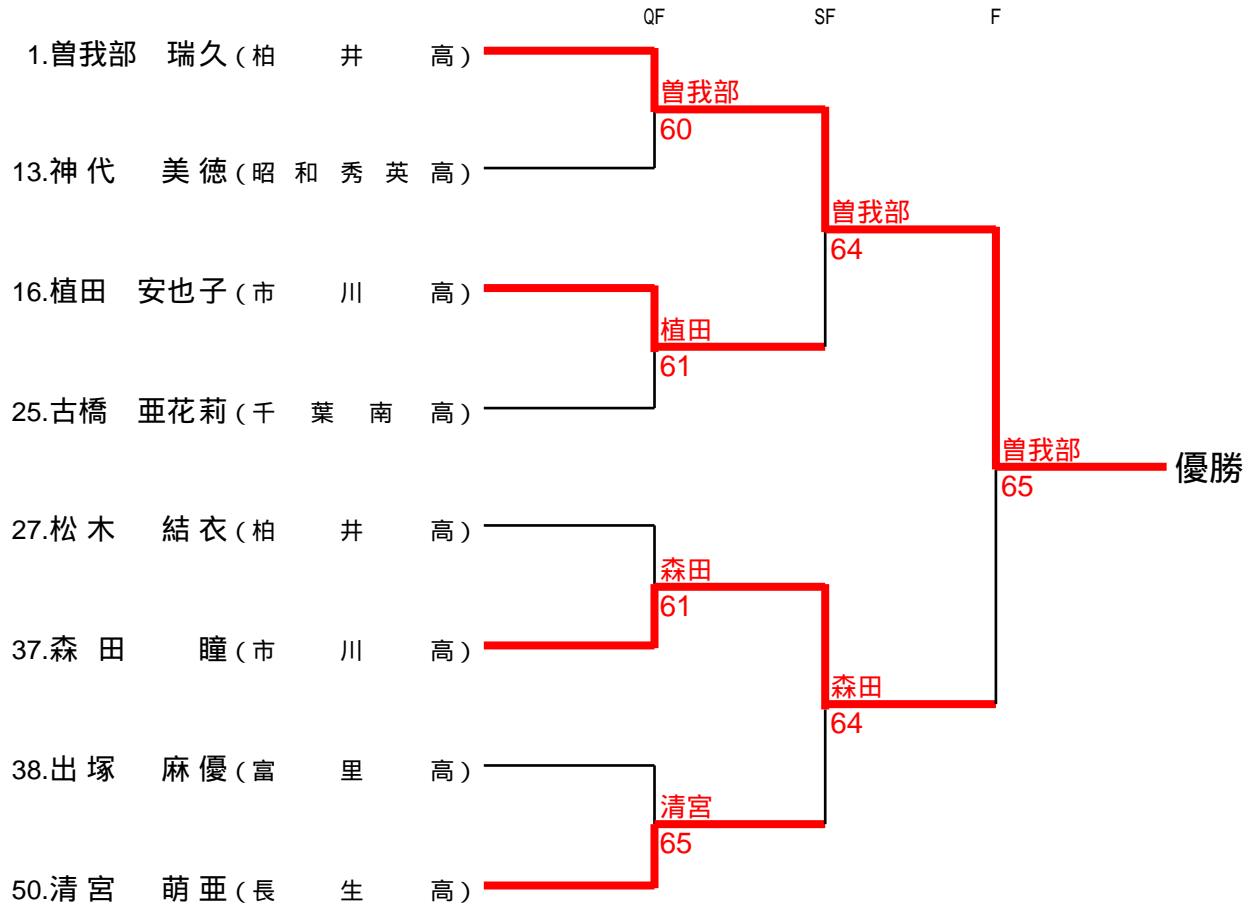 QF SF F
1.曽我部 瑞久(柏井高)
曽我部
60
13.神代 美徳(昭和秀英高)
曽我部
64
16.植田 安也子(市川高)
植田
61
25.古橋 亜花莉(千葉南高)
曽我部
優勝
65
27.松木 結衣(柏井高)
森田
61
37.森田 瞳(市川高)
森田
64
38.出塚 麻優(富里高)
清宮
65
50.清宮 萌亜(長生高)